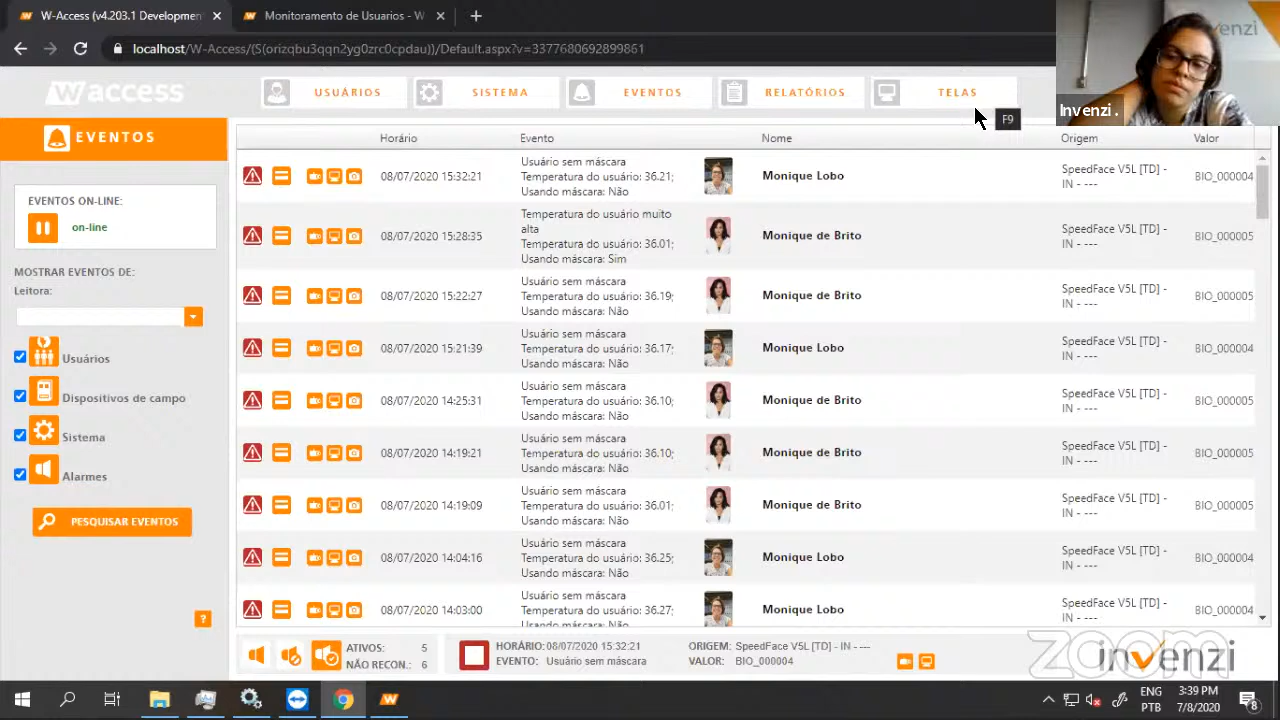 W-Access (v4.203.1 Developmen
Monitoramento de Usuarios - W
localhost/W-Access/(S(orizqbu3qqn2yg0zrc0cpdau))/Default.aspx?v=3377680692899861
waccess
USUÁRIOS
SISTEMA
EVENTOS
RELATÓRIOS
TELAS
F9
Invenzi .
EVENTOS
Horário Evento Nome Origem Valor
EVENTOS ON-LINE:
on-line
MOSTRAR EVENTOS DE:
Leitora:
Usuários
Dispositivos de campo
Sistema
Alarmes
PESQUISAR EVENTOS
?
08/07/2020 15:32:21
Usuário sem máscara
Temperatura do usuário: 36.21;
Usando máscara: Não
Monique Lobo
SpeedFace V5L [TD] -
IN - ---
BIO_000004
08/07/2020 15:28:35
Temperatura do usuário muito
alta
Temperatura do usuário: 36.01;
Usando máscara: Sim
Monique de Brito
SpeedFace V5L [TD] -
IN - ---
BIO_000005
08/07/2020 15:22:27
Usuário sem máscara
Temperatura do usuário: 36.19;
Usando máscara: Não
Monique de Brito
SpeedFace V5L [TD] -
IN - ---
BIO_000005
08/07/2020 15:21:39
Usuário sem máscara
Temperatura do usuário: 36.17;
Usando máscara: Não
Monique Lobo
SpeedFace V5L [TD] -
IN - ---
BIO_000004
08/07/2020 14:25:31
Usuário sem máscara
Temperatura do usuário: 36.10;
Usando máscara: Não
Monique de Brito
SpeedFace V5L [TD] -
IN - ---
BIO_000005
08/07/2020 14:19:21
Usuário sem máscara
Temperatura do usuário: 36.10;
Usando máscara: Não
Monique de Brito
SpeedFace V5L [TD] -
IN - ---
BIO_000005
08/07/2020 14:19:09
Usuário sem máscara
Temperatura do usuário: 36.01;
Usando máscara: Não
Monique de Brito
SpeedFace V5L [TD] -
IN - ---
BIO_000005
08/07/2020 14:04:16
Usuário sem máscara
Temperatura do usuário: 36.25;
Usando máscara: Não
Monique Lobo
SpeedFace V5L [TD] -
IN - ---
BIO_000004
08/07/2020 14:03:00
Usuário sem máscara
Temperatura do usuário: 36.27;
Usando máscara: Não
Monique Lobo
SpeedFace V5L [TD] -
IN - ---
BIO_000004
ATIVOS: 5
NÃO RECON.: 6
HORÁRIO: 08/07/2020 15:32:21
EVENTO: Usuário sem máscara
ORIGEM: SpeedFace V5L [TD] - IN - ---
VALOR: BIO_000004
zoom
invenzi
ENG
PTB
3:39 PM
7/8/2020
8